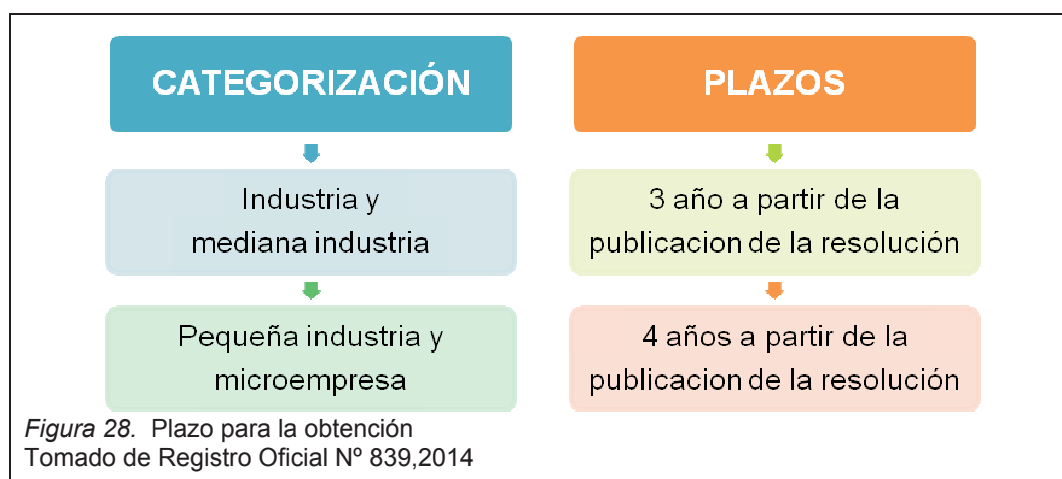 CATEGORIZACIÓN
Industria y
mediana industria
Pequeña industria y
microempresa
PLAZOS
3 año a partir de la
publicacion de la resolución
4 años a partir de la
publicacion de la resolución
Figura 28. Plazo para la obtención
Tomado de Registro Oficial Nº 839,2014